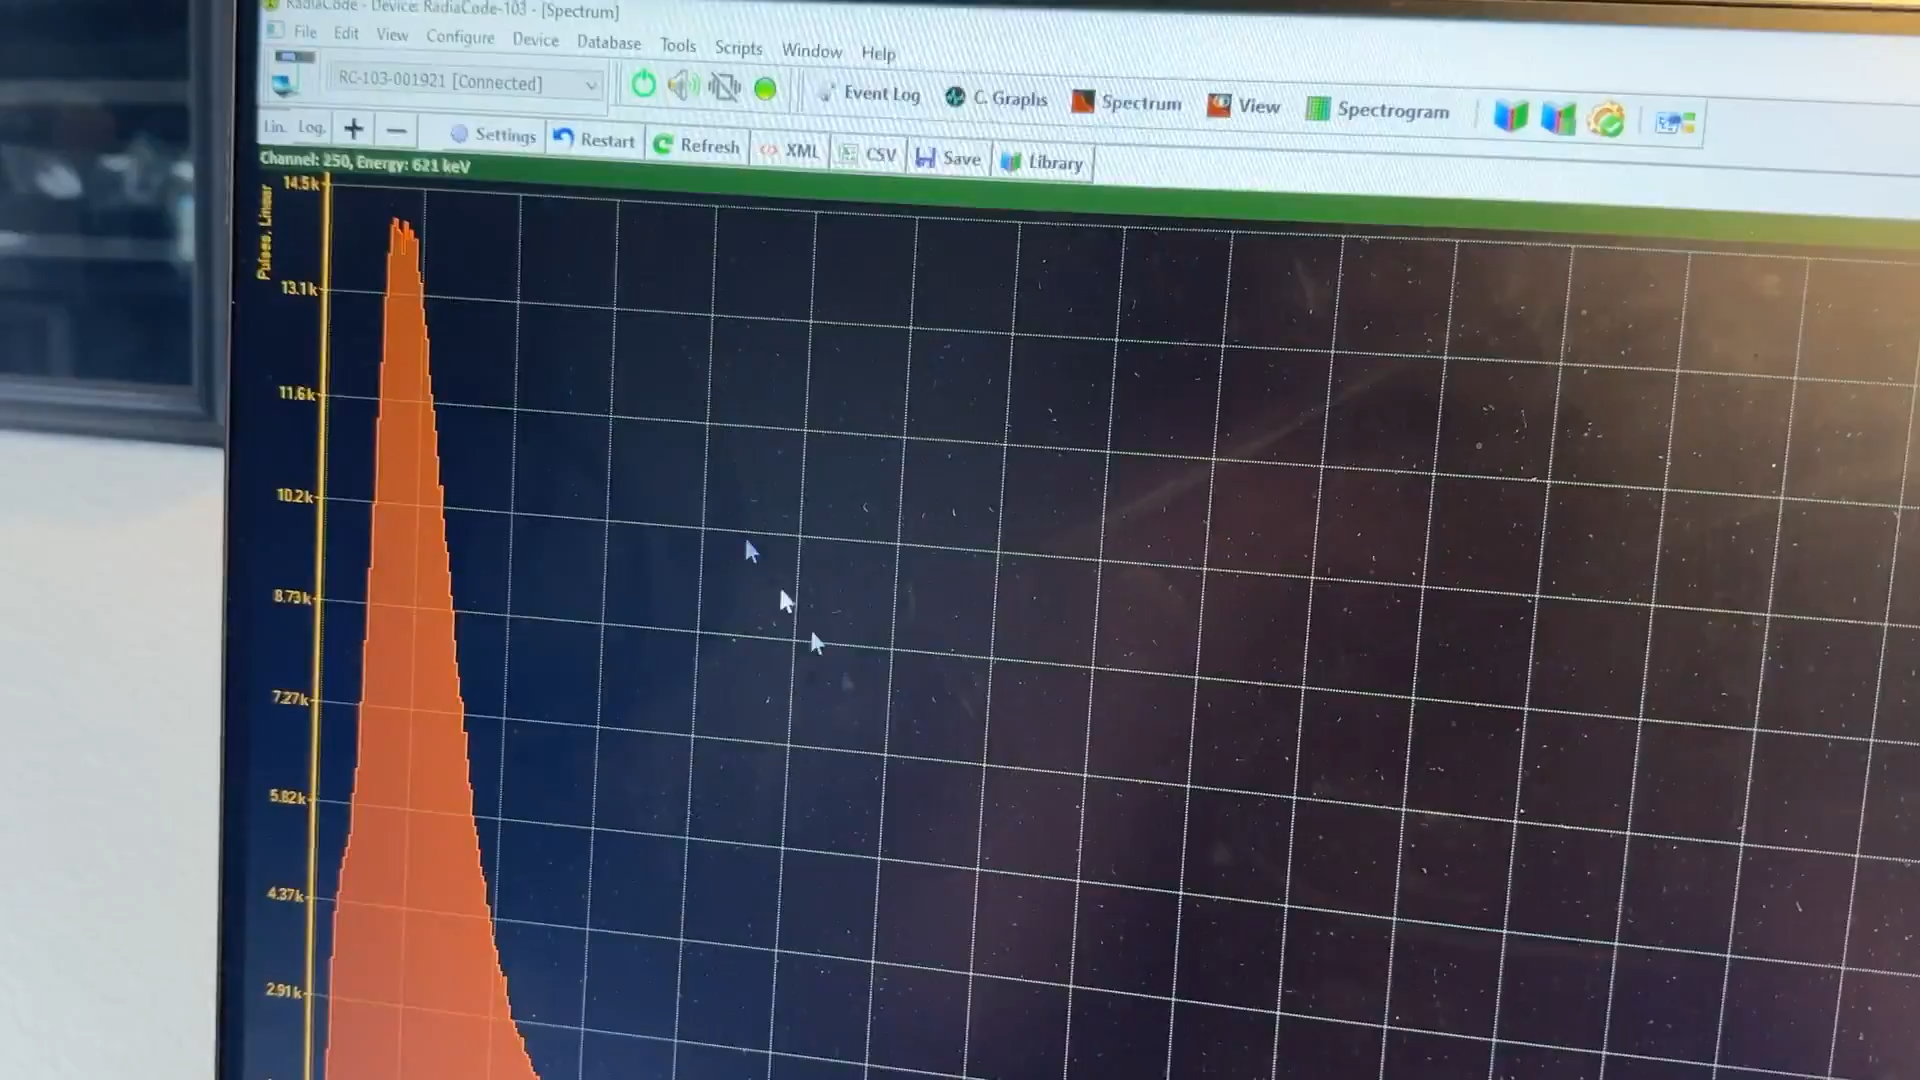 RadiaCode - Device: RadiaCode-103 - [Spectrum]
File Edit View Configure Device Database Tools Scripts Window Help
RC-103-001921 [Connected] Event Log C. Graphs Spectrum View Spectrogram
Lin. Log. + − Settings Restart Refresh XML CSV Save Library
Channel: 250, Energy: 621 keV
Pulses, Linear
14.5k
13.1k
11.6k
10.2k
8.73k
7.27k
5.82k
4.37k
2.91k